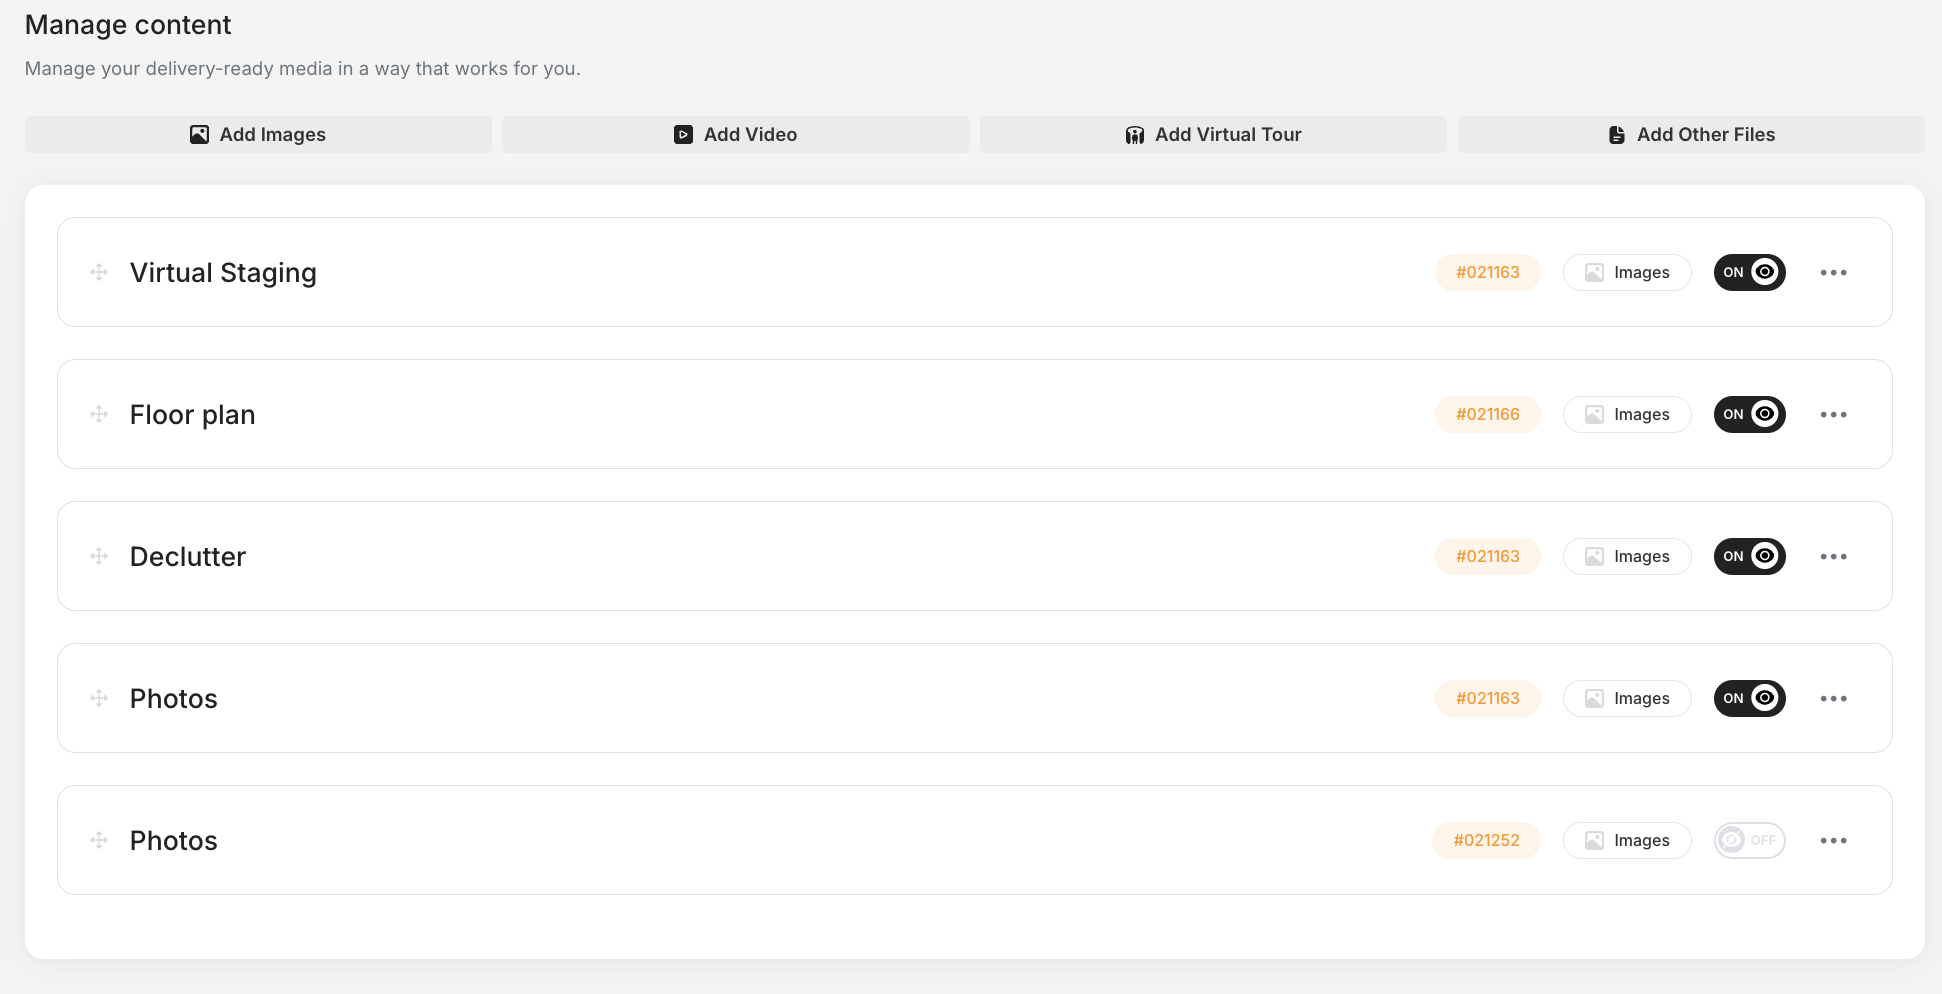 Manage content
Manage your delivery-ready media in a way that works for you.
Add Images Add Video Add Virtual Tour Add Other Files
Virtual Staging #021163 Images ON
Floor plan #021166 Images ON
Declutter #021163 Images ON
Photos #021163 Images ON
Photos #021252 Images OFF